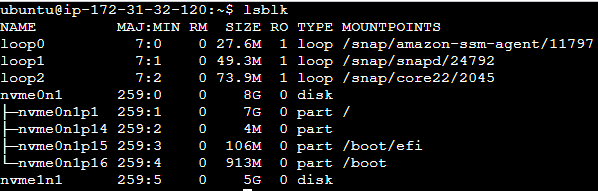 ubuntu@ip-172-31-32-120:~$ lsblk
NAME         MAJ:MIN RM  SIZE RO TYPE MOUNTPOINTS
loop0          7:0    0 27.6M  1 loop /snap/amazon-ssm-agent/11797
loop1          7:1    0 49.3M  1 loop /snap/snapd/24792
loop2          7:2    0 73.9M  1 loop /snap/core22/2045
nvme0n1      259:0    0    8G  0 disk
├─nvme0n1p1  259:1    0    7G  0 part /
├─nvme0n1p14 259:2    0    4M  0 part
├─nvme0n1p15 259:3    0  106M  0 part /boot/efi
└─nvme0n1p16 259:4    0  913M  0 part /boot
nvme1n1      259:5    0    5G  0 disk